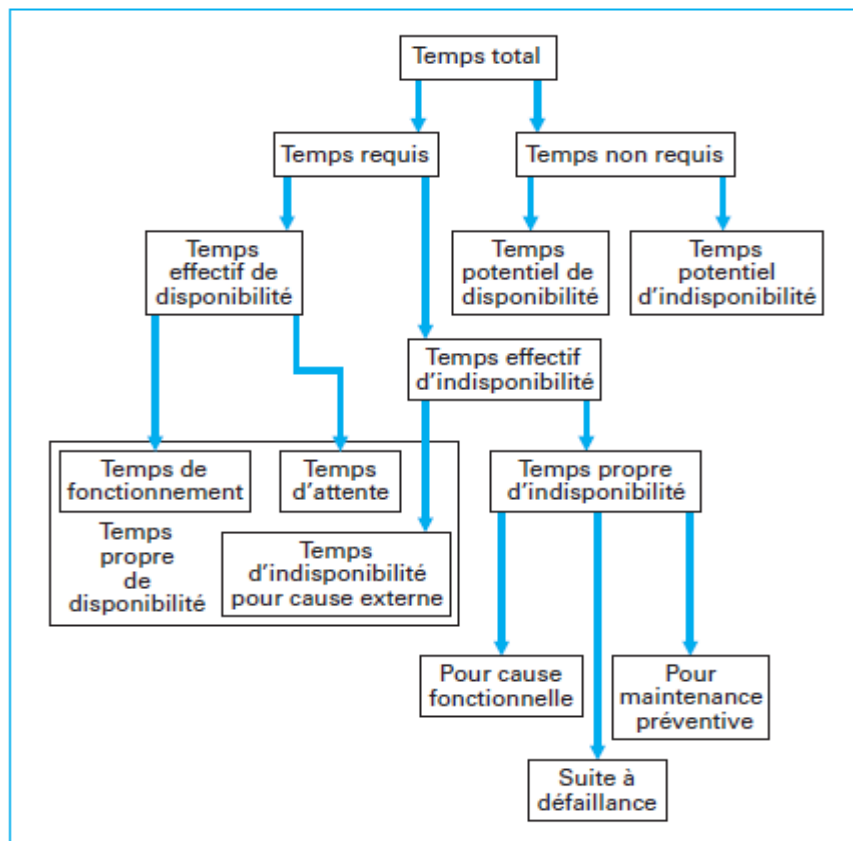 Temps total
Temps requis
Temps non requis
Temps
effectif de
disponibilité
Temps
potentiel de
disponibilité
Temps
potentiel
d'indisponibilité
Temps effectif
d'indisponibilité
Temps de
fonctionnement
Temps
d'attente
Temps propre
d'indisponibilité
Temps
propre
de
disponibilité
Temps
d'indisponibilité
pour cause externe
Pour cause
fonctionnelle
Pour
maintenance
préventive
Suite à
défaillance